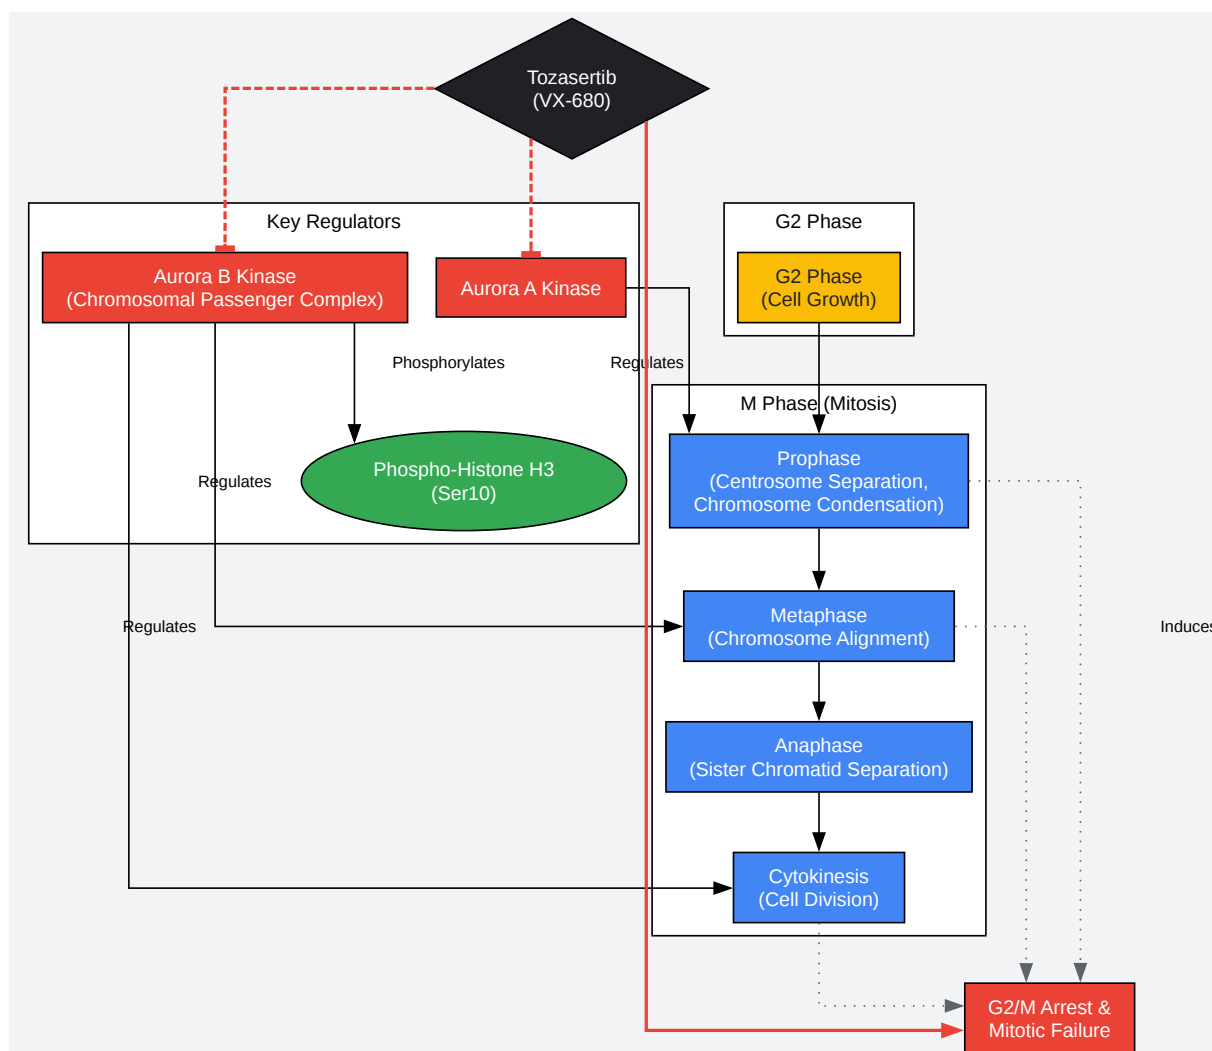 Tozasertib
(VX-680)
Key Regulators
G2 Phase
Aurora B Kinase
(Chromosomal Passenger Complex)
Aurora A Kinase
G2 Phase
(Cell Growth)
Phosphorylates
Regulates
M Phase (Mitosis)
Phospho-Histone H3
(Ser10)
Regulates
Prophase
(Centrosome Separation,
Chromosome Condensation)
Regulates
Metaphase
(Chromosome Alignment)
Induces
Anaphase
(Sister Chromatid Separation)
Cytokinesis
(Cell Division)
G2/M Arrest &
Mitotic Failure